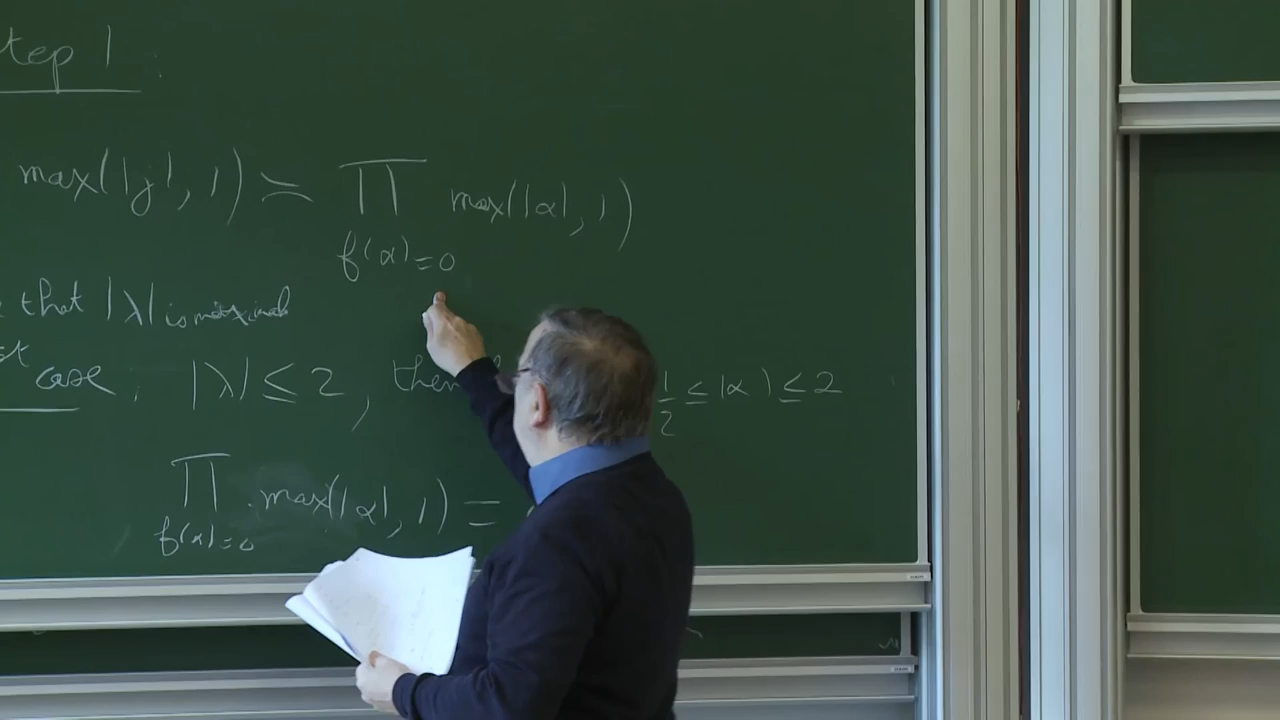 tep 1
max(|j|, 1) ≍ ∏ max(|α|, 1)
f(α)=0
that |λ| is maximal
st case : |λ| ≤ 2, then 1/2 ≤ |α| ≤ 2
∏ max(|α|, 1) =
f(α)=0